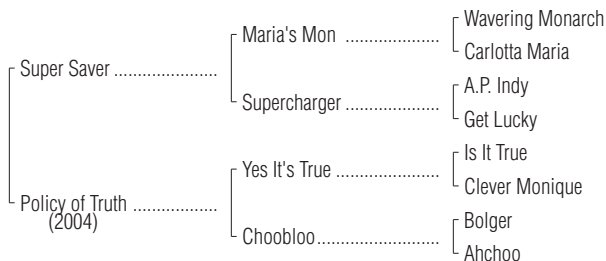 Wavering Monarch
Maria's Mon ....................
Carlotta Maria
Super Saver ......................
A.P. Indy
Supercharger ....................
Get Lucky
Is It True
Yes It's True ......................
Clever Monique
Policy of Truth ..................
(2004)
Bolger
Choobloo..........................
Ahchoo